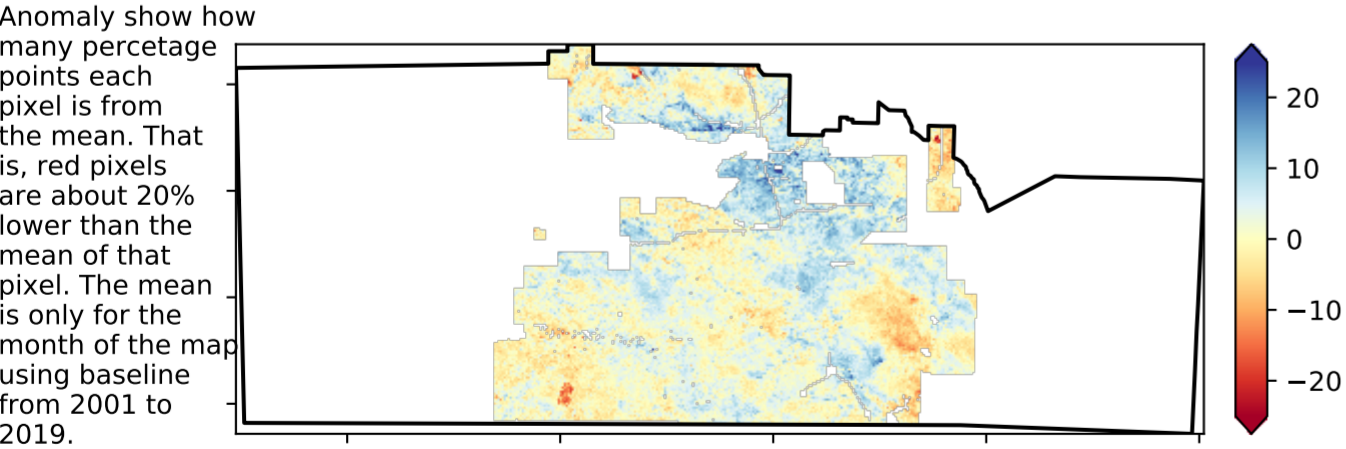 Anomaly show how
many percetage
points each
pixel is from
the mean. That
is, red pixels
are about 20%
lower than the
mean of that
pixel. The mean
is only for the
month of the map
using baseline
from 2001 to
2019.
20
10
0
−10
−20